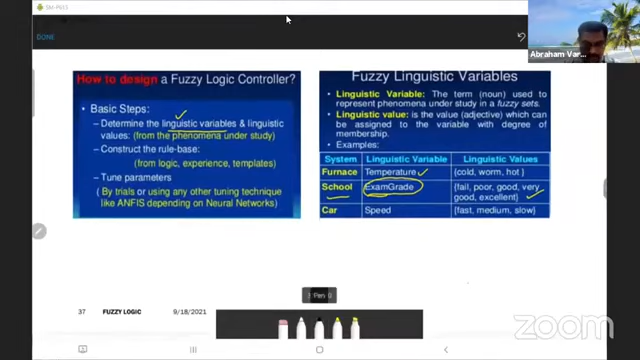 SM-P615
DONE
Abraham Var...
How to design a Fuzzy Logic Controller?
Basic Steps:
– Determine the linguistic variables & linguistic
values: (from the phenomena under study)
– Construct the rule-base
(from logic, experience, templates)
– Tune parameters
( By trials or using any other tuning technique
like ANFIS depending on Neural Networks)
Fuzzy Linguistic Variables
Linguistic Variable: The term (noun) used to
represent phenomena under study in a fuzzy sets.
Linguistic value: is the value (adjective) which can
be assigned to the variable with degree of
membership.
Examples:
System Linguistic Variable Linguistic Values
Furnace Temperature {cold, worm, hot }
School ExamGrade {fail, poor, good, very
good, excellent}
Car Speed {fast, medium, slow}
37 FUZZY LOGIC 9/18/2021
zoom